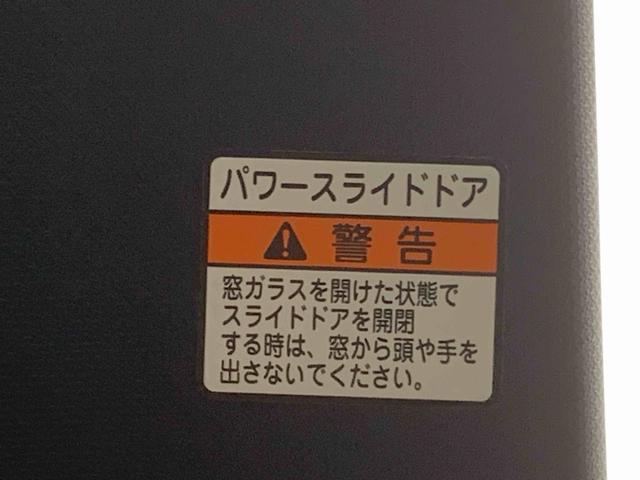 パワースライドドア
警告
窓ガラスを開けた状態で
スライドドアを開閉
する時は、窓から頭や手を
出さないでください。